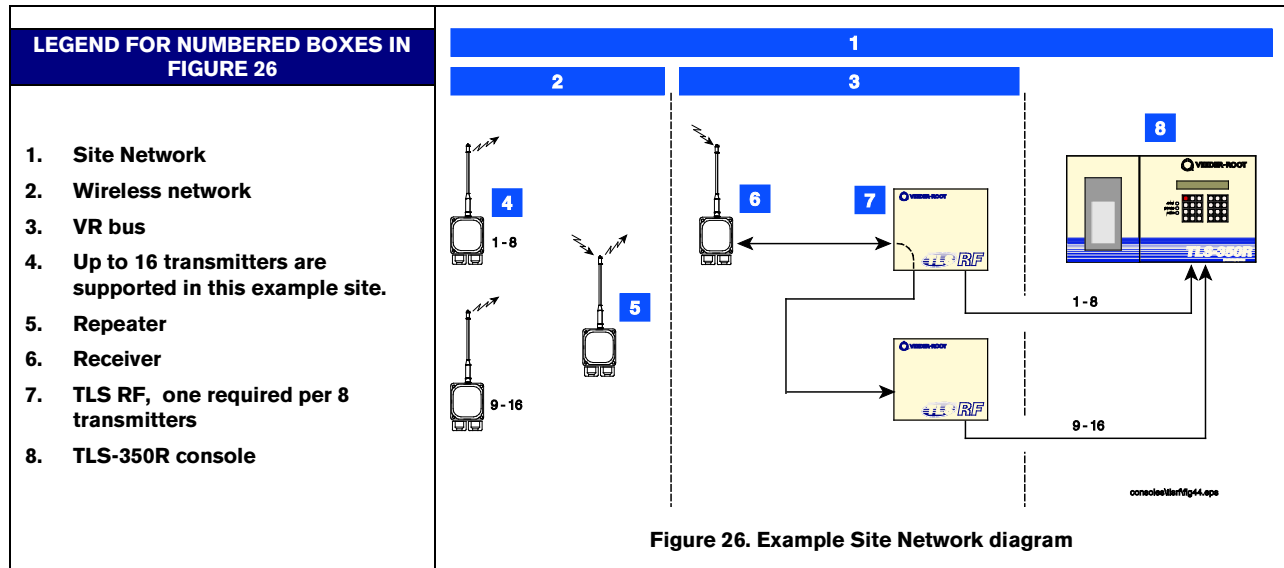 LEGEND FOR NUMBERED BOXES IN
FIGURE 26
1. Site Network
2. Wireless network
3. VR bus
4. Up to 16 transmitters are
supported in this example site.
5. Repeater
6. Receiver
7. TLS RF, one required per 8
transmitters
8. TLS-350R console
1
2
3
8
VEEDER-ROOT
4
6
7
VEEDER-ROOT
1-8
TLS RF
TLS-350R
5
1-8
VEEDER-ROOT
9-16
TLS RF
9-16
Figure 26. Example Site Network diagram